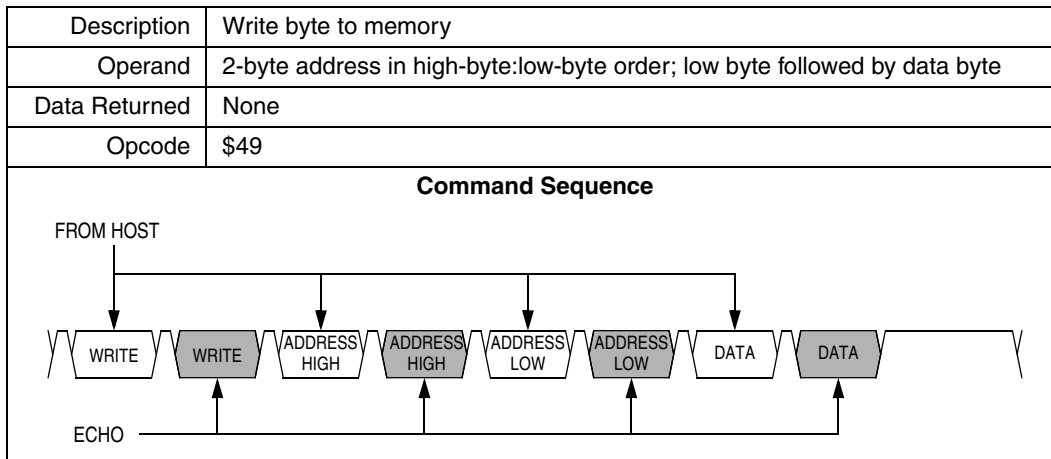 Description Write byte to memory
Operand 2-byte address in high-byte:low-byte order; low byte followed by data byte
Data Returned None
Opcode $49
Command Sequence
FROM HOST
WRITE WRITE ADDRESS HIGH ADDRESS HIGH ADDRESS LOW ADDRESS LOW DATA DATA
ECHO